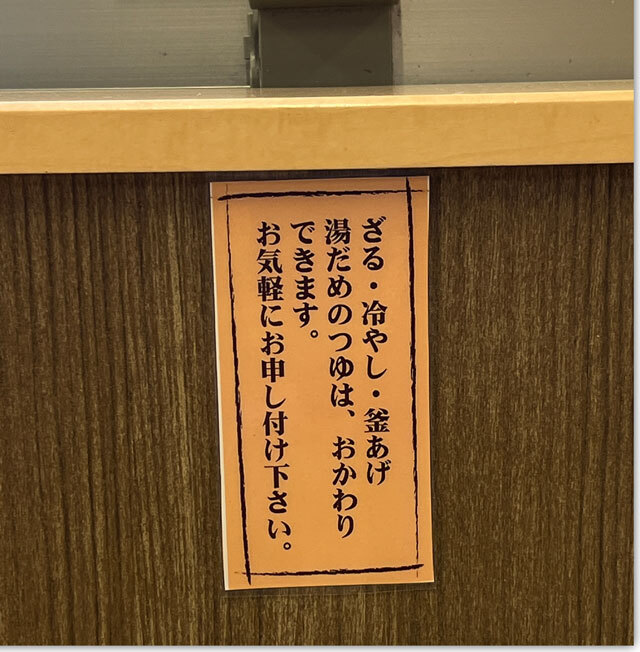 ざる・冷やし・釜あげ
湯だめのつゆは、おかわり
できます。
お気軽にお申し付け下さい。